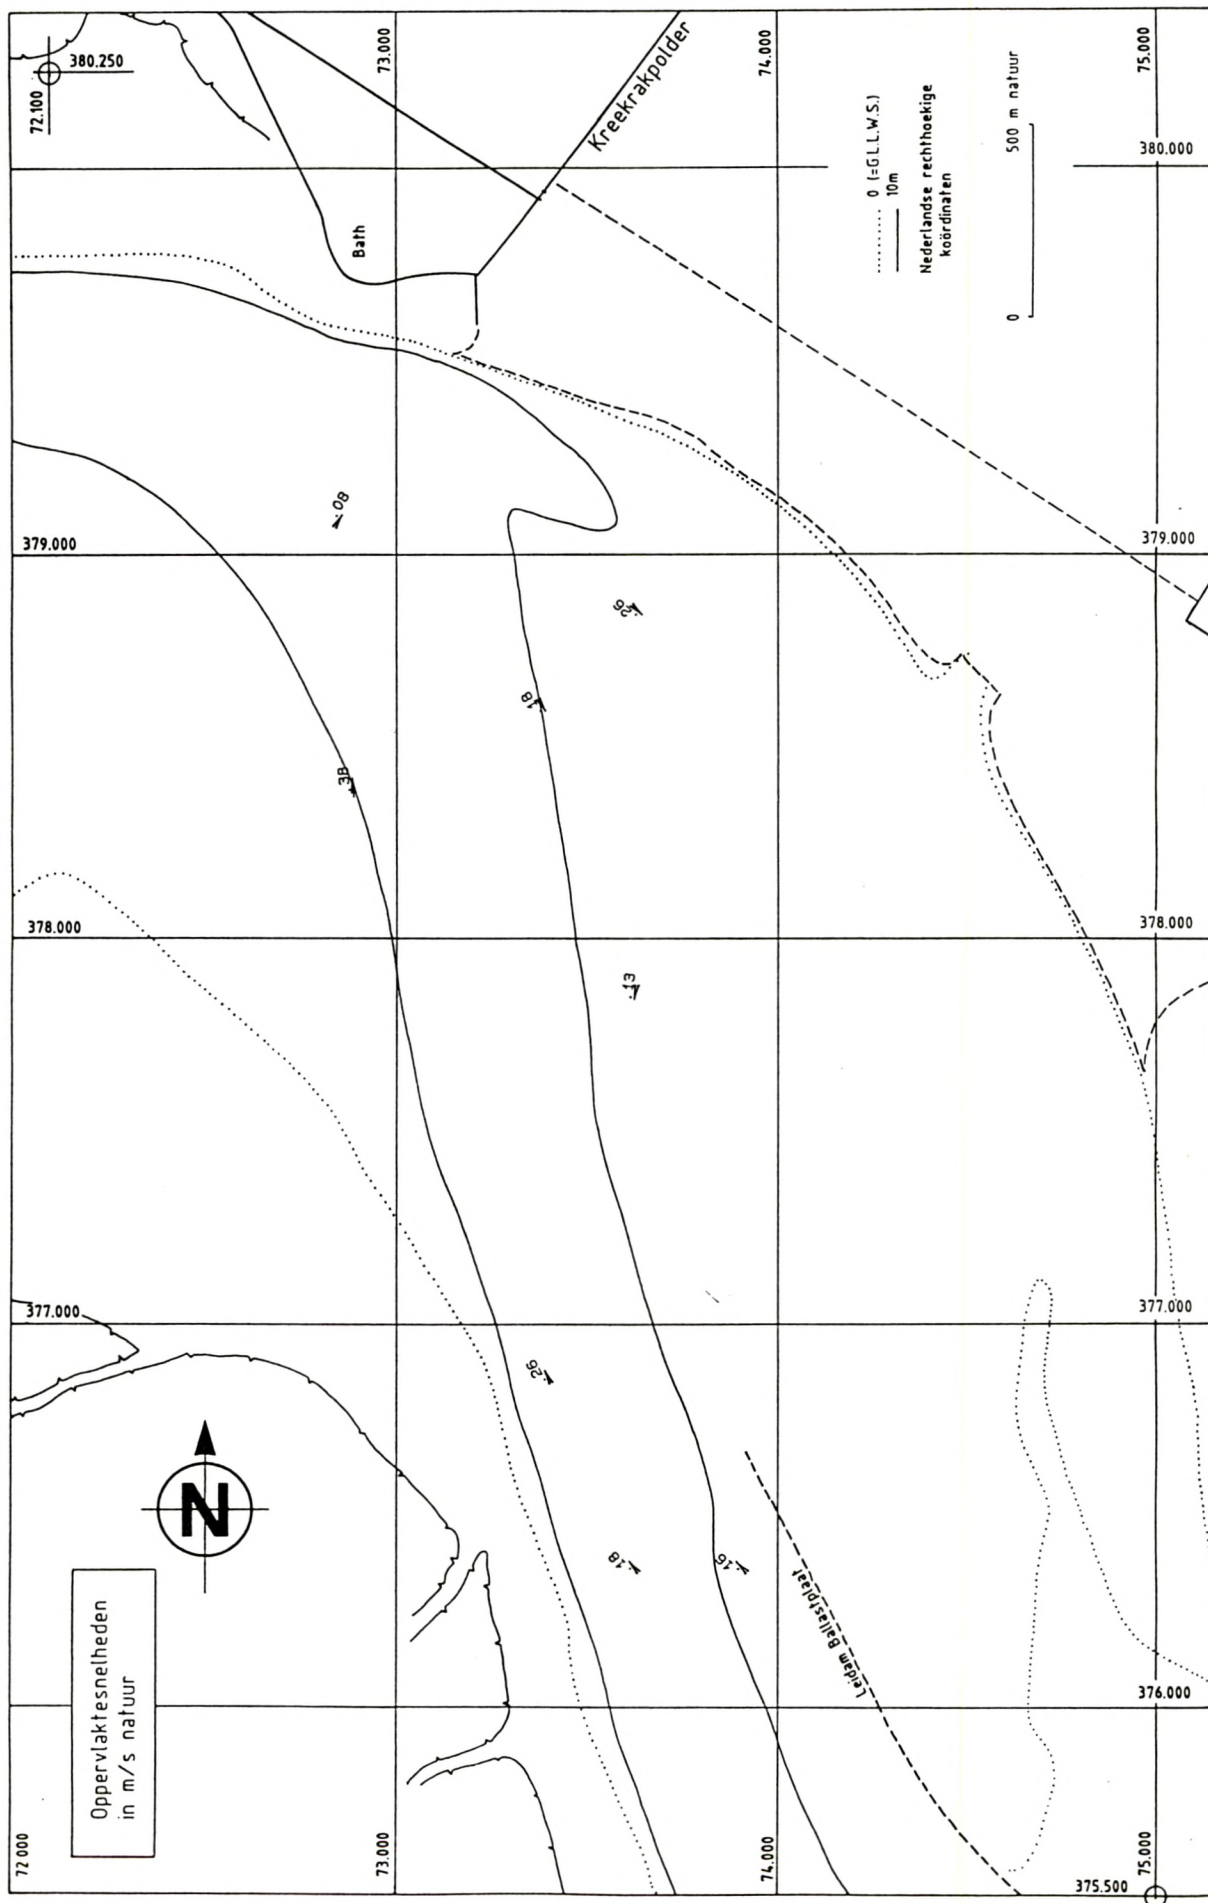 72.100
380.250
73.000
Kreekrakpolder
74.000
75.000
0 (=G.L.L.W.S.)
10m
Nederlandse rechthoekige
koördinaten
0
500 m natuur
380.000
Bath
.08
379.000
379.000
.26
.18
.38
378.000
378.000
.13
377.000
377.000
.26
N
.18
.16
Leidam Ballastplaat
Oppervlaktesnelheden
in m/s natuur
376.000
72.000
73.000
74.000
75.000
375.500